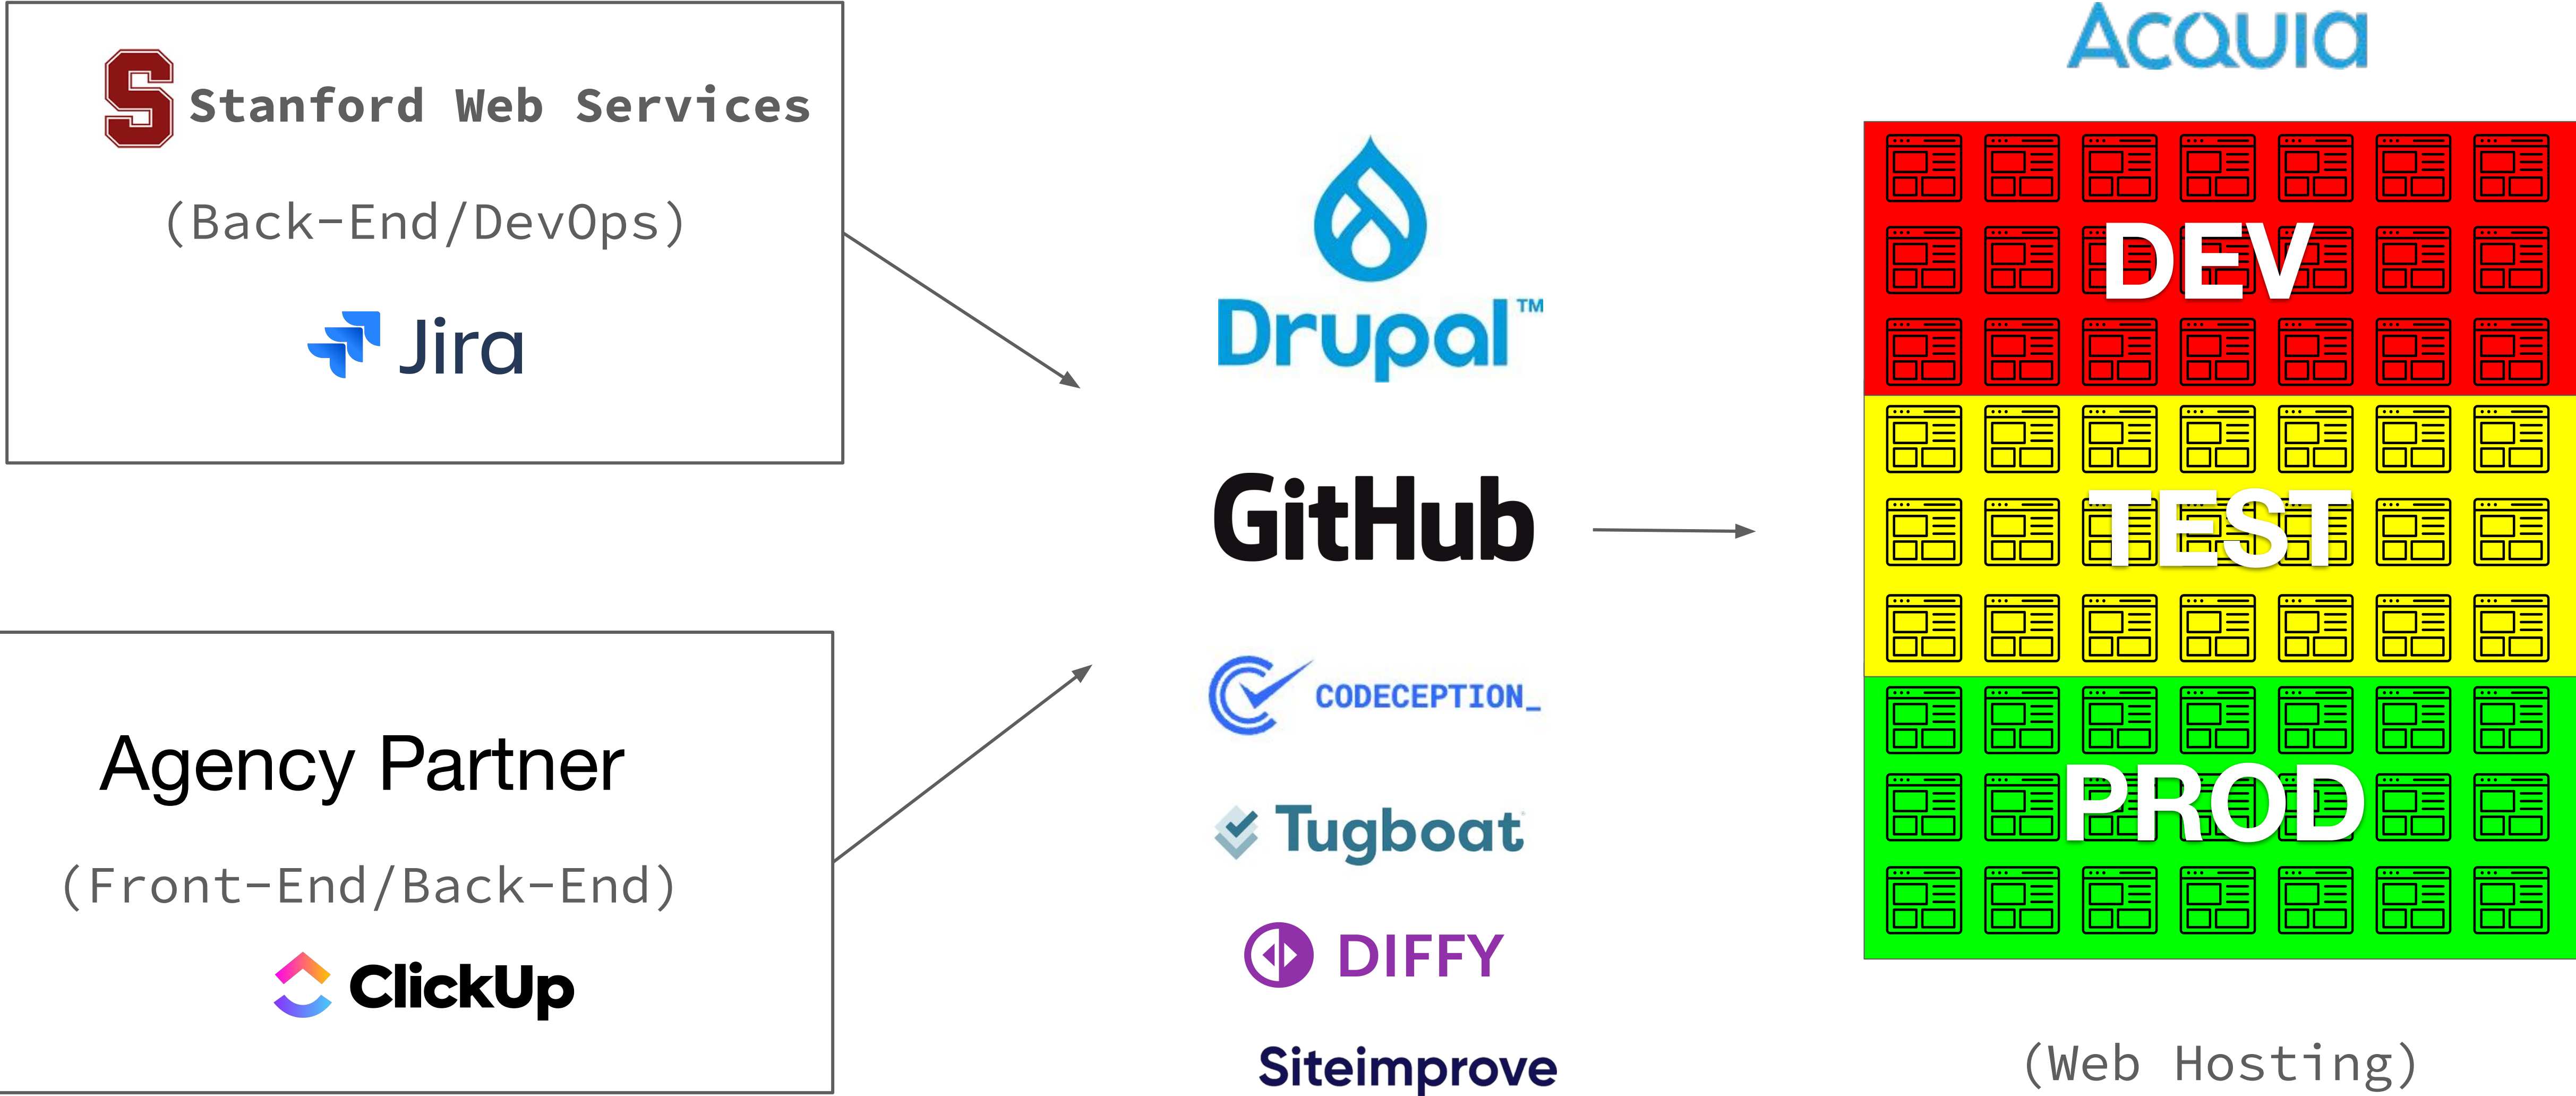 Stanford Web Services
(Back-End/DevOps)
Jira
Agency Partner
(Front-End/Back-End)
ClickUp
Drupal™
GitHub
CODECEPTION_
Tugboat
DIFFY
Siteimprove
Acquia
DEV
TEST
PROD
(Web Hosting)